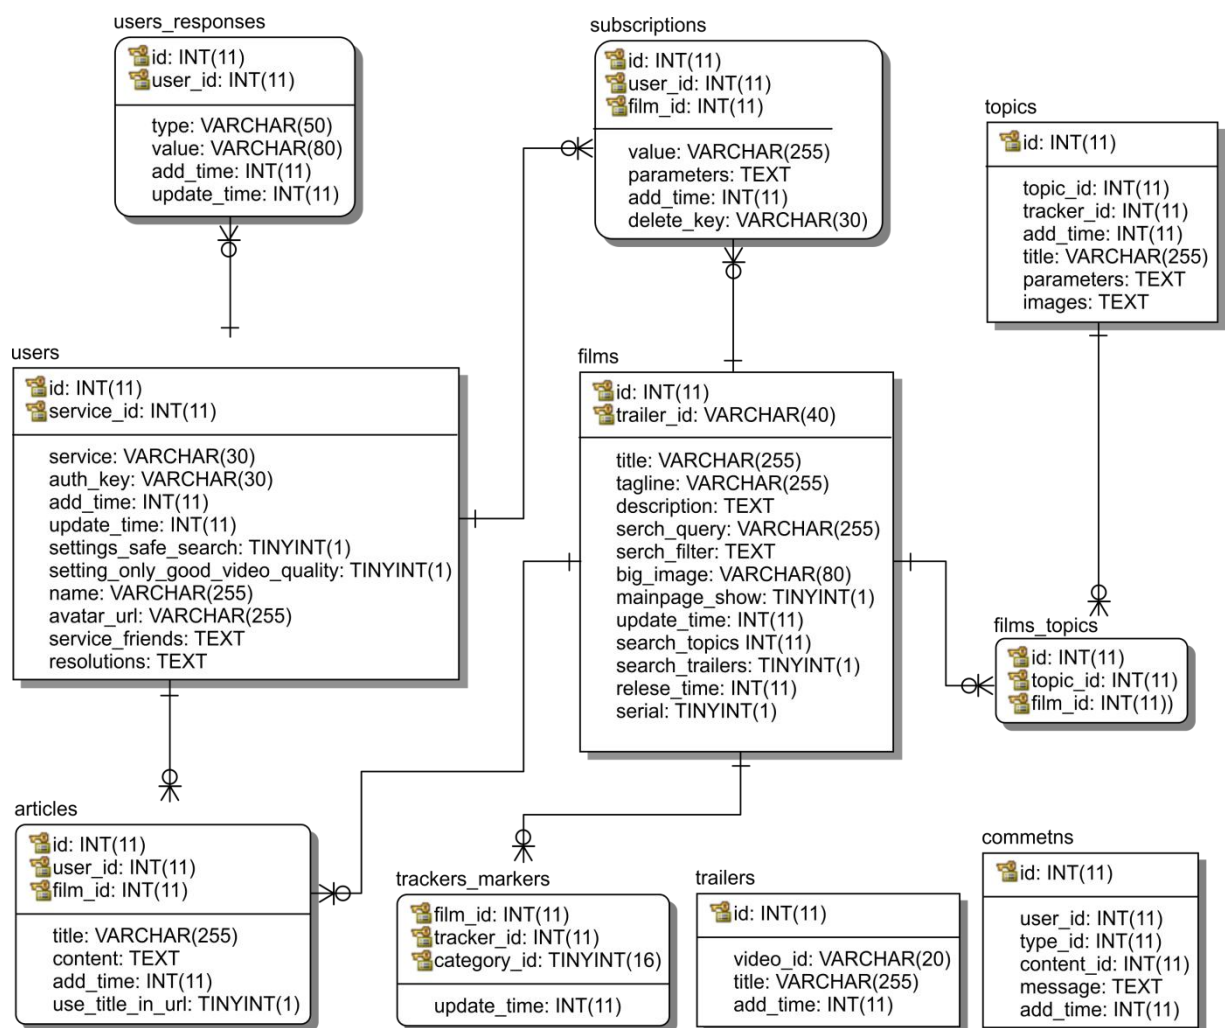 users_responses
id: INT(11)
user_id: INT(11)
type: VARCHAR(50)
value: VARCHAR(80)
add_time: INT(11)
update_time: INT(11)
subscriptions
id: INT(11)
user_id: INT(11)
film_id: INT(11)
value: VARCHAR(255)
parameters: TEXT
add_time: INT(11)
delete_key: VARCHAR(30)
topics
id: INT(11)
topic_id: INT(11)
tracker_id: INT(11)
add_time: INT(11)
title: VARCHAR(255)
parameters: TEXT
images: TEXT
users
id: INT(11)
service_id: INT(11)
service: VARCHAR(30)
auth_key: VARCHAR(30)
add_time: INT(11)
update_time: INT(11)
settings_safe_search: TINYINT(1)
setting_only_good_video_quality: TINYINT(1)
name: VARCHAR(255)
avatar_url: VARCHAR(255)
service_friends: TEXT
resolutions: TEXT
films
id: INT(11)
trailer_id: VARCHAR(40)
title: VARCHAR(255)
tagline: VARCHAR(255)
description: TEXT
serch_query: VARCHAR(255)
serch_filter: TEXT
big_image: VARCHAR(80)
mainpage_show: TINYINT(1)
update_time: INT(11)
search_topics INT(11)
search_trailers: TINYINT(1)
relese_time: INT(11)
serial: TINYINT(1)
films_topics
id: INT(11)
topic_id: INT(11)
film_id: INT(11))
articles
id: INT(11)
user_id: INT(11)
film_id: INT(11)
title: VARCHAR(255)
content: TEXT
add_time: INT(11)
use_title_in_url: TINYINT(1)
trackers_markers
film_id: INT(11)
tracker_id: INT(11)
category_id: TINYINT(16)
update_time: INT(11)
trailers
id: INT(11)
video_id: VARCHAR(20)
title: VARCHAR(255)
add_time: INT(11)
commetns
id: INT(11)
user_id: INT(11)
type_id: INT(11)
content_id: INT(11)
message: TEXT
add_time: INT(11)